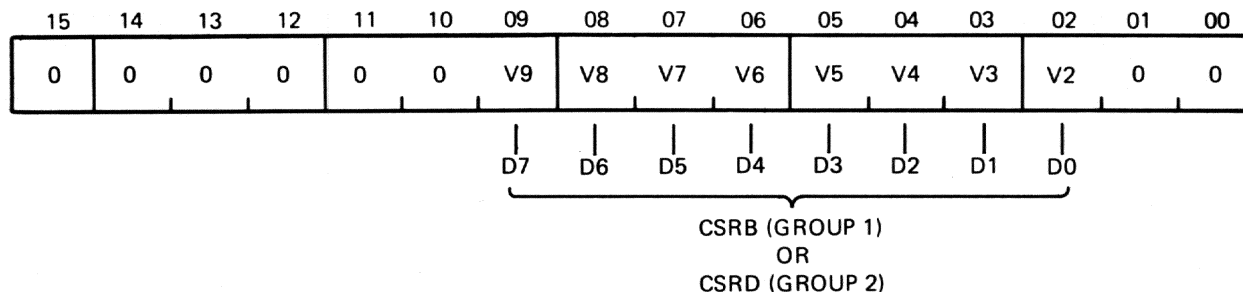 15 14 13 12 11 10 09 08 07 06 05 04 03 02 01 00
0 0 0 0 0 0 V9 V8 V7 V6 V5 V4 V3 V2 0 0
D7 D6 D5 D4 D3 D2 D1 D0
CSRB (GROUP 1)
OR
CSRD (GROUP 2)